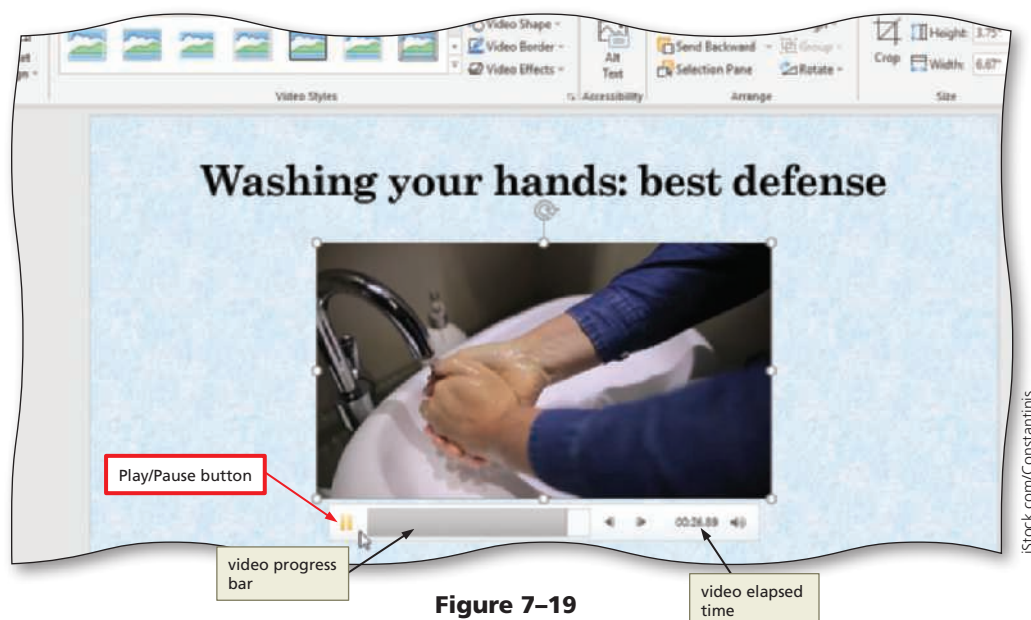 Video Shape
Video Border
Video Effects
Video Styles
Alt
Text
Accessibility
Send Backward
Group
Selection Pane
Rotate
Arrange
Crop
Height: 3.75"
Width: 6.67"
Size
Washing your hands: best defense
Play/Pause button
00:26.89
video progress
bar
video elapsed
time
Figure 7–19
iStock.com/Constantinis